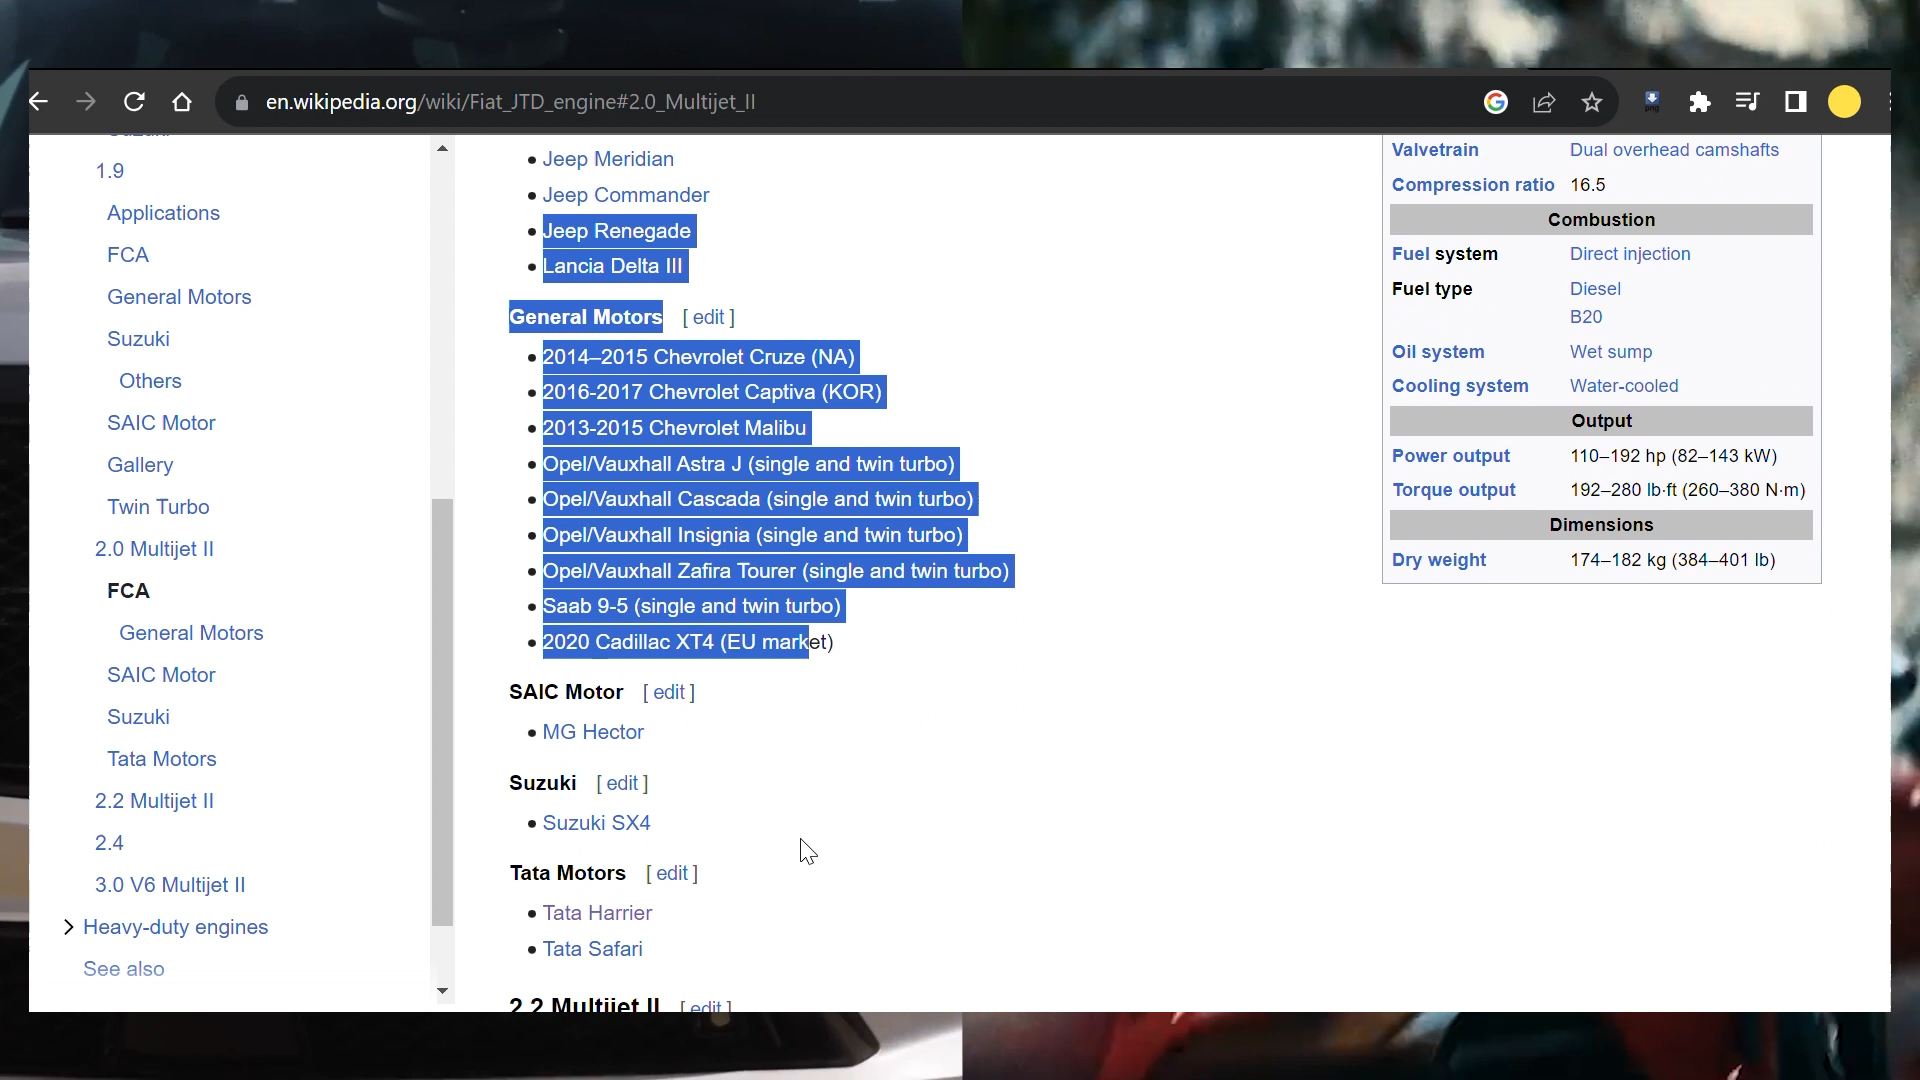 en.wikipedia.org/wiki/Fiat_JTD_engine#2.0_Multijet_II
Suzuki
1.9
Applications
FCA
General Motors
Suzuki
Others
SAIC Motor
Gallery
Twin Turbo
2.0 Multijet II
FCA
General Motors
SAIC Motor
Suzuki
Tata Motors
2.2 Multijet II
2.4
3.0 V6 Multijet II
Heavy-duty engines
See also
• Jeep Meridian
• Jeep Commander
• Jeep Renegade
• Lancia Delta III
General Motors [ edit ]
• 2014–2015 Chevrolet Cruze (NA)
• 2016-2017 Chevrolet Captiva (KOR)
• 2013-2015 Chevrolet Malibu
• Opel/Vauxhall Astra J (single and twin turbo)
• Opel/Vauxhall Cascada (single and twin turbo)
• Opel/Vauxhall Insignia (single and twin turbo)
• Opel/Vauxhall Zafira Tourer (single and twin turbo)
• Saab 9-5 (single and twin turbo)
• 2020 Cadillac XT4 (EU market)
SAIC Motor [ edit ]
• MG Hector
Suzuki [ edit ]
• Suzuki SX4
Tata Motors [ edit ]
• Tata Harrier
• Tata Safari
2.2 Multijet II [ edit ]
Valvetrain Dual overhead camshafts
Compression ratio 16.5
Combustion
Fuel system Direct injection
Fuel type Diesel
B20
Oil system Wet sump
Cooling system Water-cooled
Output
Power output 110–192 hp (82–143 kW)
Torque output 192–280 lb·ft (260–380 N·m)
Dimensions
Dry weight 174–182 kg (384–401 lb)